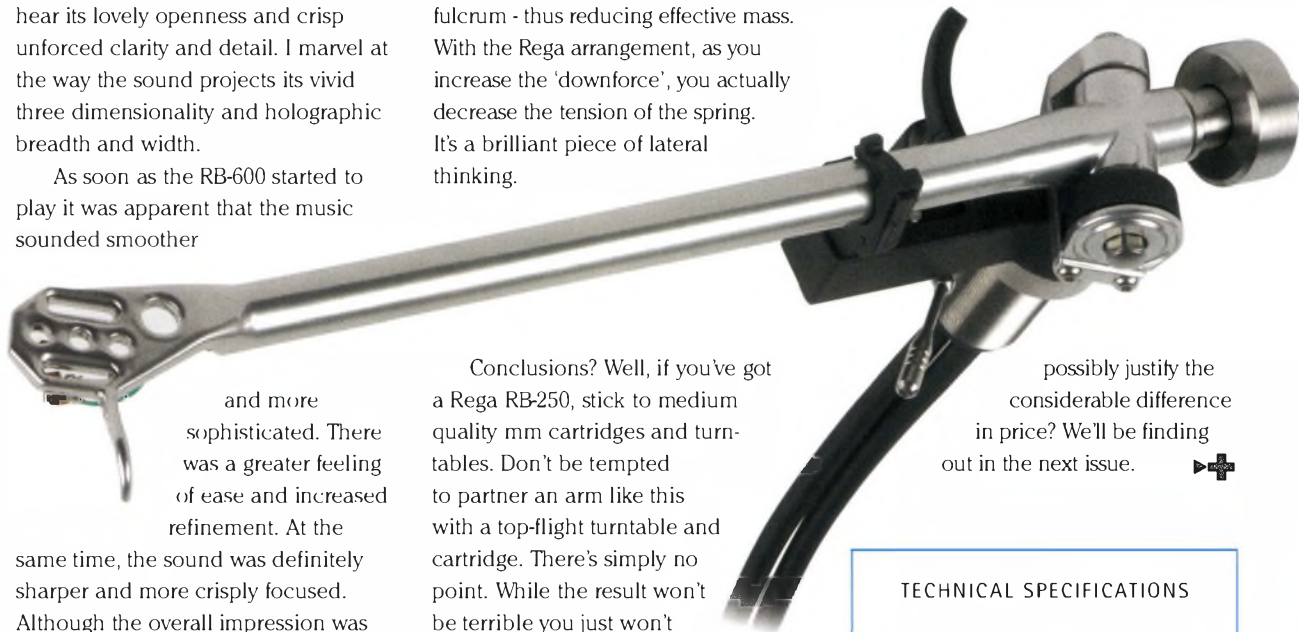 hear its lovely openness and crisp
unforced clarity and detail. I marvel at
the way the sound projects its vivid
three dimensionality and holographic
breadth and width.
As soon as the RB-600 started to
play it was apparent that the music
sounded smoother
and more
sophisticated. There
was a greater feeling
of ease and increased
refinement. At the
same time, the sound was definitely
sharper and more crisply focused.
Although the overall impression was
fulcrum - thus reducing effective mass.
With the Rega arrangement, as you
increase the 'downforce', you actually
decrease the tension of the spring.
It's a brilliant piece of lateral
thinking.
Conclusions? Well, if you've got
a Rega RB-250, stick to medium
quality mm cartridges and turn-
tables. Don't be tempted
to partner an arm like this
with a top-flight turntable and
cartridge. There's simply no
point. While the result won't
be terrible you just won't
possibly justify the
considerable difference
in price? We'll be finding
out in the next issue.
TECHNICAL SPECIFICATIONS